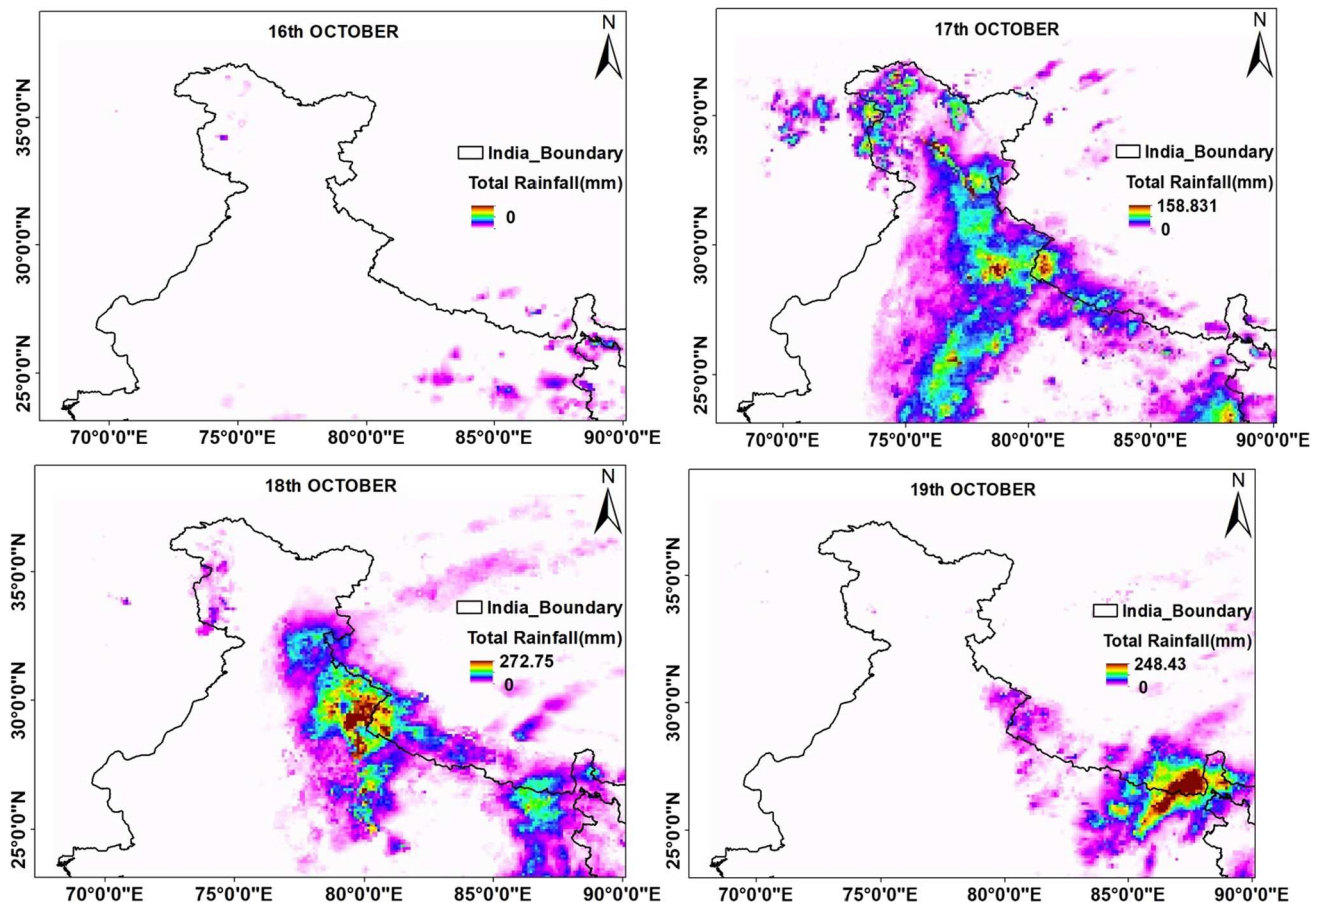 16th OCTOBER
N
India_Boundary
Total Rainfall(mm)
0
35°0'0"N
30°0'0"N
25°0'0"N
70°0'0"E 75°0'0"E 80°0'0"E 85°0'0"E 90°0'0"E
17th OCTOBER
N
India_Boundary
Total Rainfall(mm)
158.831
0
35°0'0"N
30°0'0"N
25°0'0"N
70°0'0"E 75°0'0"E 80°0'0"E 85°0'0"E 90°0'0"E
18th OCTOBER
N
India_Boundary
Total Rainfall(mm)
272.75
0
35°0'0"N
30°0'0"N
25°0'0"N
70°0'0"E 75°0'0"E 80°0'0"E 85°0'0"E 90°0'0"E
19th OCTOBER
N
India_Boundary
Total Rainfall(mm)
248.43
0
35°0'0"N
30°0'0"N
25°0'0"N
70°0'0"E 75°0'0"E 80°0'0"E 85°0'0"E 90°0'0"E